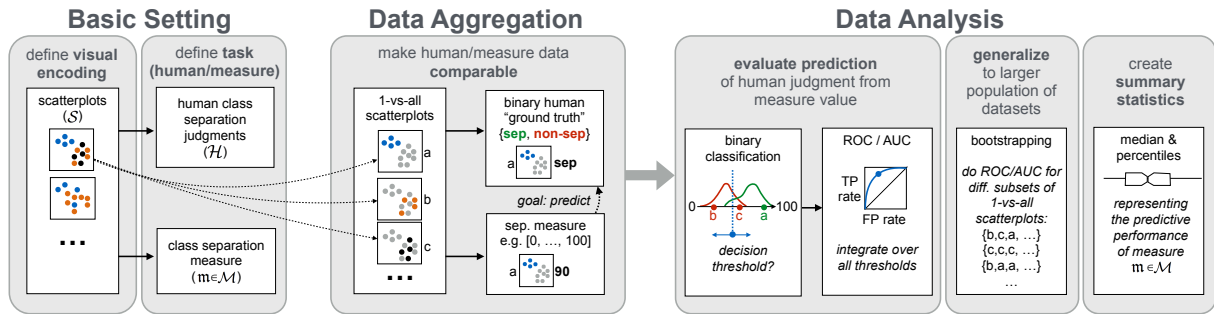 Basic Setting
define visual
encoding
scatterplots
(𝒮)
...
define task
(human/measure)
human class
separation
judgments
(ℋ)
class separation
measure
(𝔪∈ℳ)
Data Aggregation
make human/measure data
comparable
1-vs-all
scatterplots
a
b
c
...
binary human
“ground truth”
{sep, non-sep}
a sep
goal: predict
sep. measure
e.g. [0, …, 100]
a 90
Data Analysis
evaluate prediction
of human judgment from
measure value
binary
classification
0 b c a 100
decision
threshold?
ROC / AUC
TP
rate
FP rate
integrate over
all thresholds
generalize
to larger
population of
datasets
bootstrapping
do ROC/AUC for
diff. subsets of
1-vs-all
scatterplots:
{b,c,a, …}
{c,c,c, …}
{b,a,a, …}
…
create
summary
statistics
median &
percentiles
representing
the predictive
performance
of measure
𝔪∈ℳ